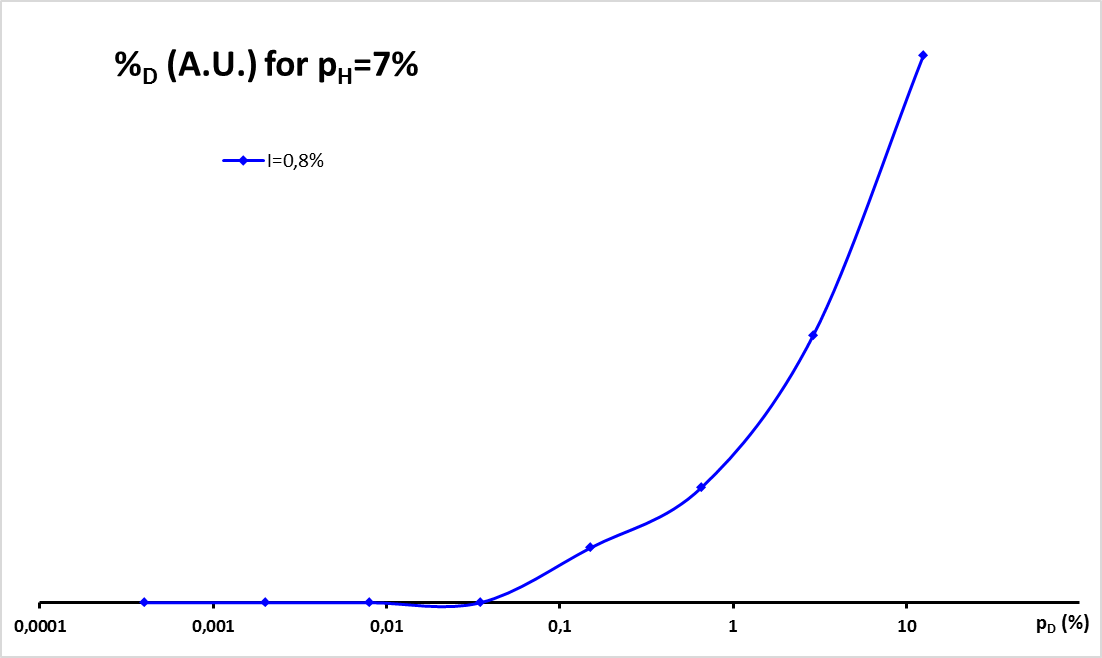 %D (A.U.) for pH=7%
I=0,8%
0,0001 0,001 0,01 0,1 1 10 pD (%)